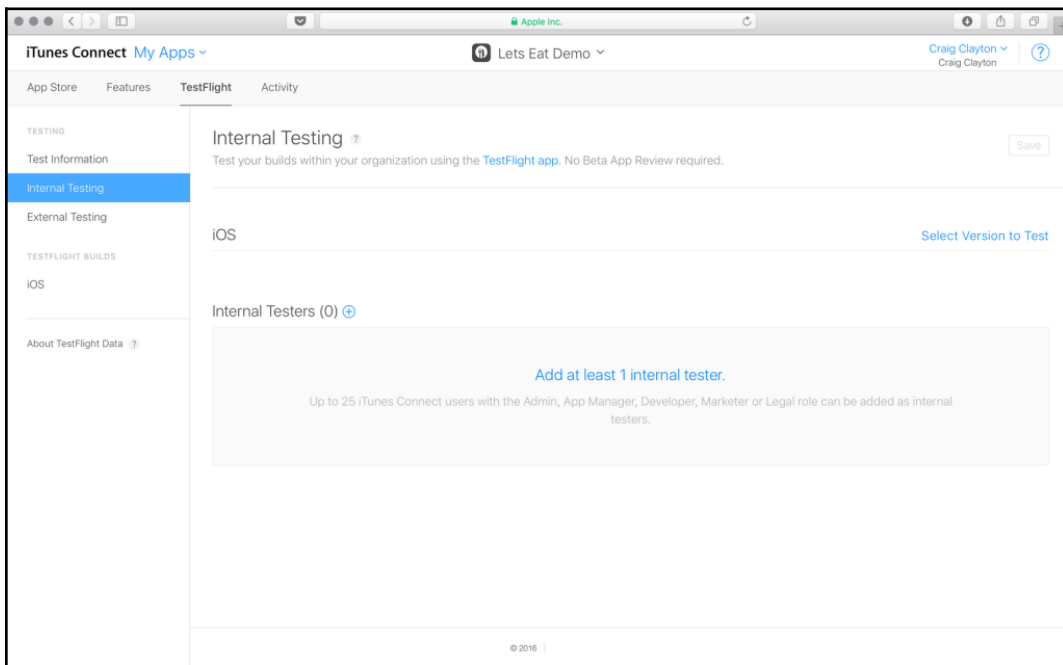 Apple Inc.
iTunes Connect My Apps
Lets Eat Demo
Craig Clayton
Craig Clayton
?
App Store Features TestFlight Activity
TESTING
Test Information
Internal Testing
External Testing
TESTFLIGHT BUILDS
iOS
About TestFlight Data ?
Internal Testing ?
Save
Test your builds within your organization using the TestFlight app. No Beta App Review required.
iOS
Select Version to Test
Internal Testers (0)
Add at least 1 internal tester.
Up to 25 iTunes Connect users with the Admin, App Manager, Developer, Marketer or Legal role can be added as internal
testers.
© 2016